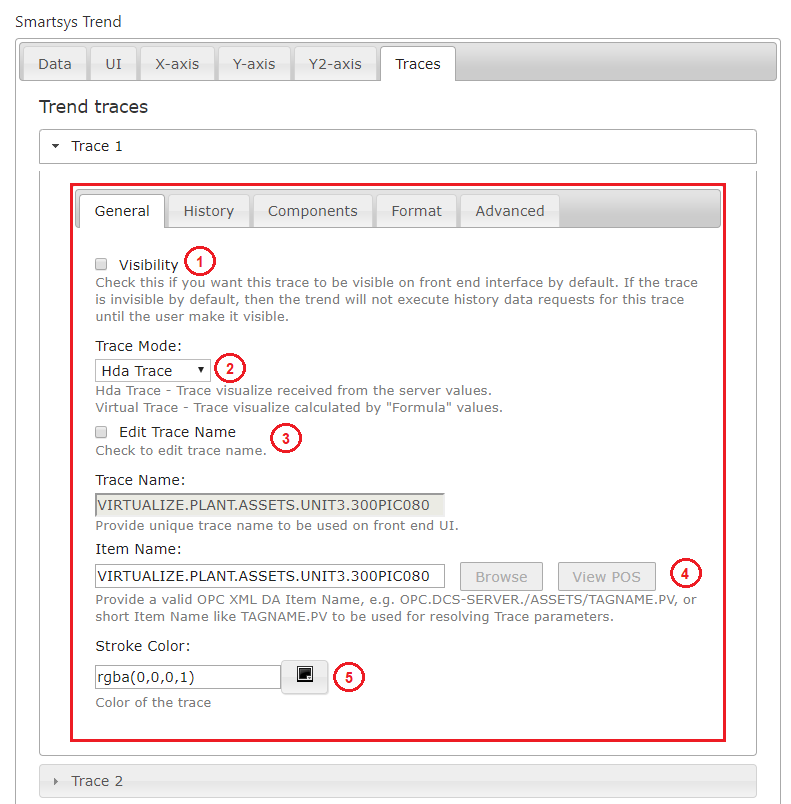 Smartsys Trend
Data UI X-axis Y-axis Y2-axis Traces
Trend traces
Trace 1
General History Components Format Advanced
Visibility 1
Check this if you want this trace to be visible on front end interface by default. If the trace
is invisible by default, then the trend will not execute history data requests for this trace
until the user make it visible.
Trace Mode:
Hda Trace 2
Hda Trace - Trace visualize received from the server values.
Virtual Trace - Trace visualize calculated by "Formula" values.
Edit Trace Name 3
Check to edit trace name.
Trace Name:
VIRTUALIZE.PLANT.ASSETS.UNIT3.300PIC080
Provide unique trace name to be used on front end UI.
Item Name:
VIRTUALIZE.PLANT.ASSETS.UNIT3.300PIC080 Browse View POS 4
Provide a valid OPC XML DA Item Name, e.g. OPC.DCS-SERVER./ASSETS/TAGNAME.PV, or
short Item Name like TAGNAME.PV to be used for resolving Trace parameters.
Stroke Color:
rgba(0,0,0,1) 5
Color of the trace
Trace 2